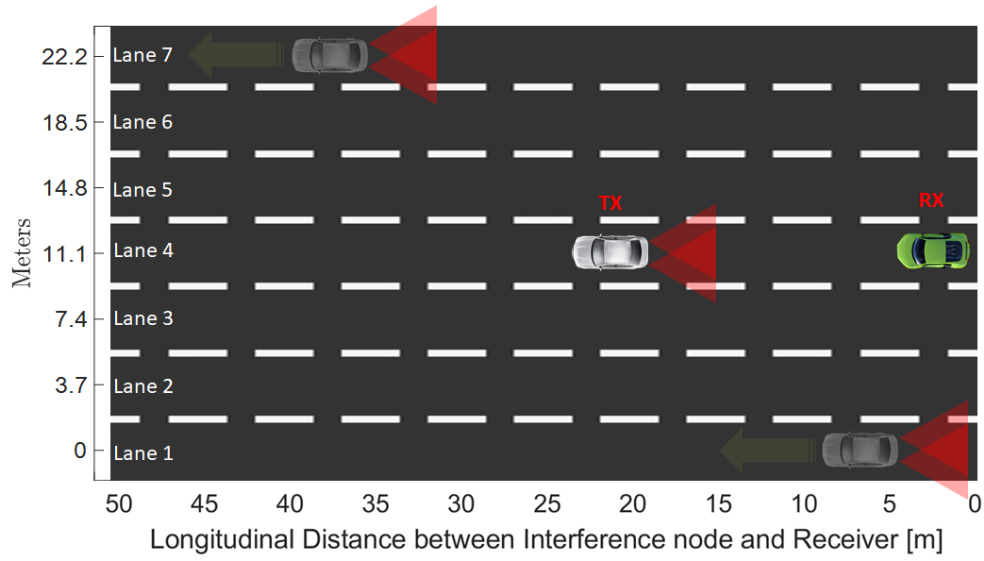 22.2
Lane 7
18.5
Lane 6
14.8
Lane 5
TX
RX
11.1
Lane 4
Meters
7.4
Lane 3
3.7
Lane 2
0
Lane 1
50 45 40 35 30 25 20 15 10 5 0
Longitudinal Distance between Interference node and Receiver [m]